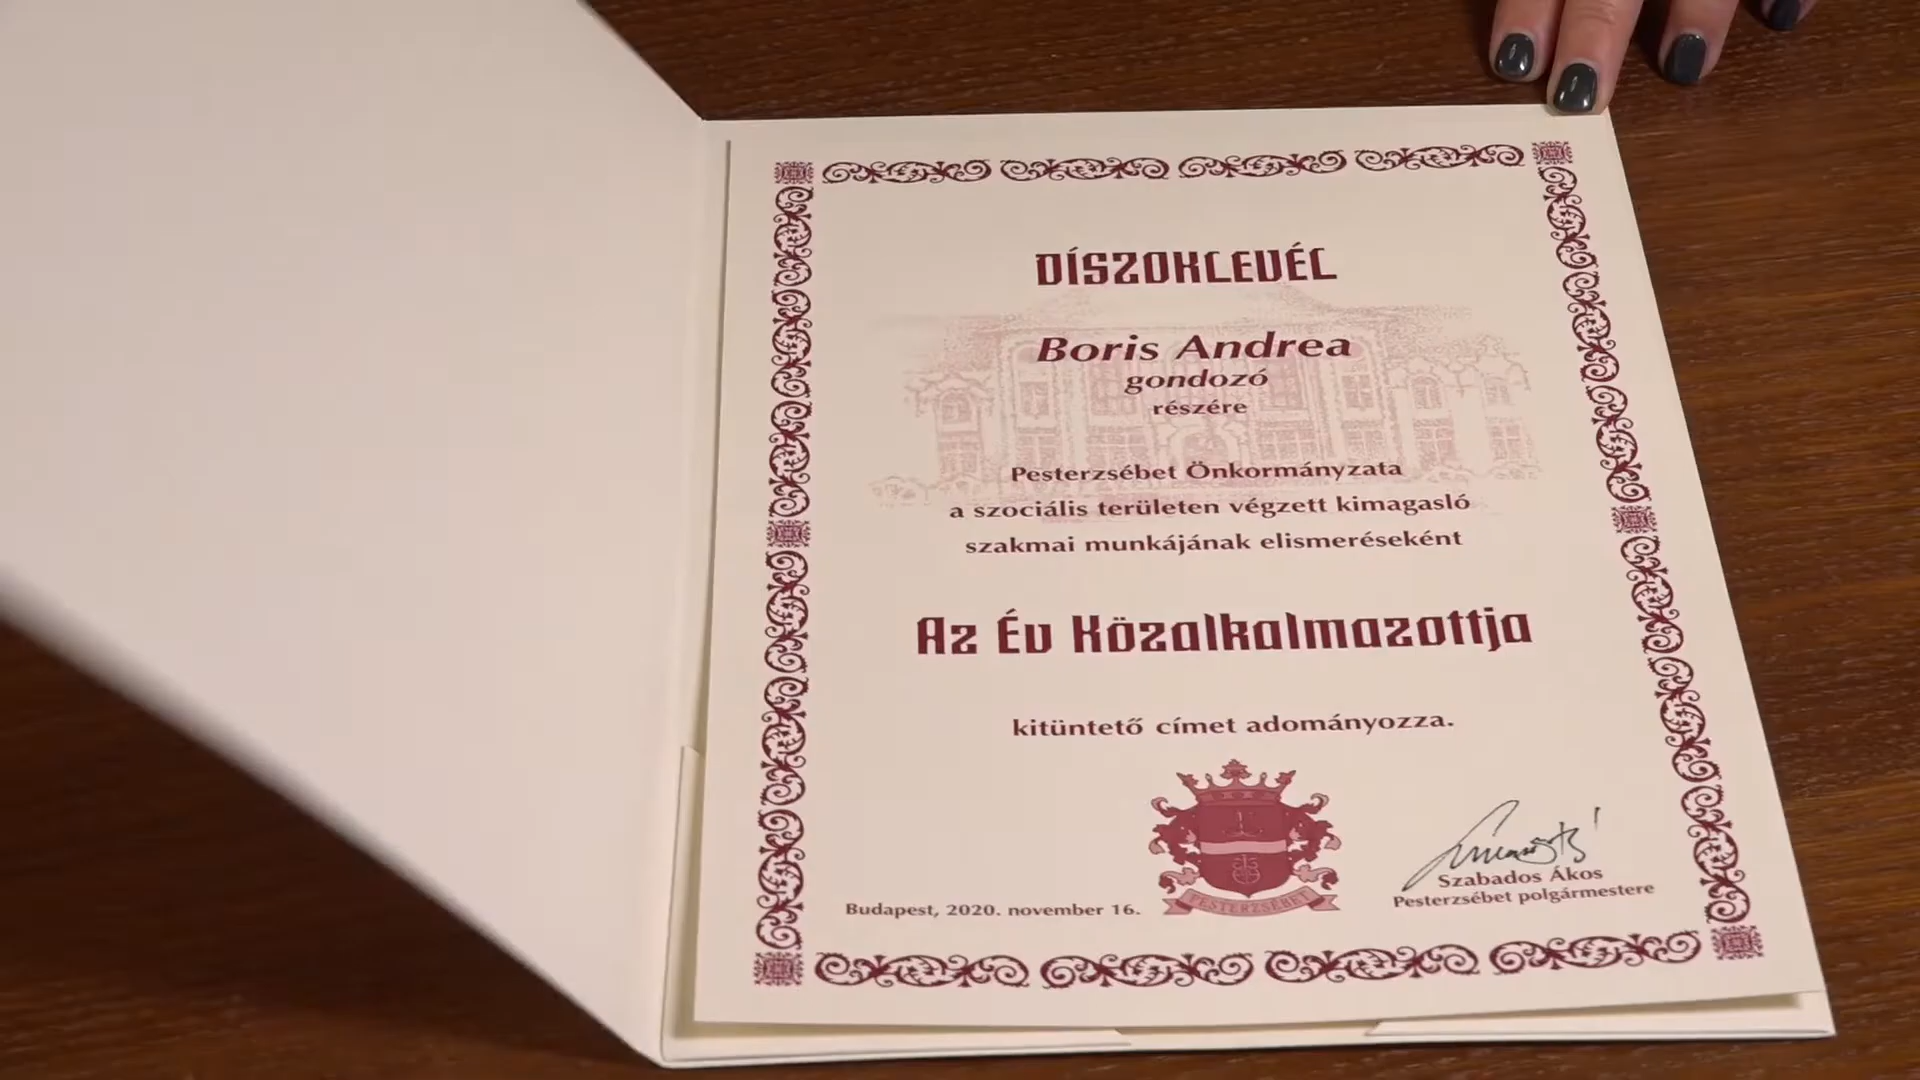 DÍSZOKLEVÉL
Boris Andrea
gondozó
részére
Pesterzsébet Önkormányzata
a szociális területen végzett kimagasló
szakmai munkájának elismeréseként
Az Év Közalkalmazottja
kitüntető címet adományozza.
PESTERZSÉBET
Budapest, 2020. november 16.
Szabados Ákos
Pesterzsébet polgármestere